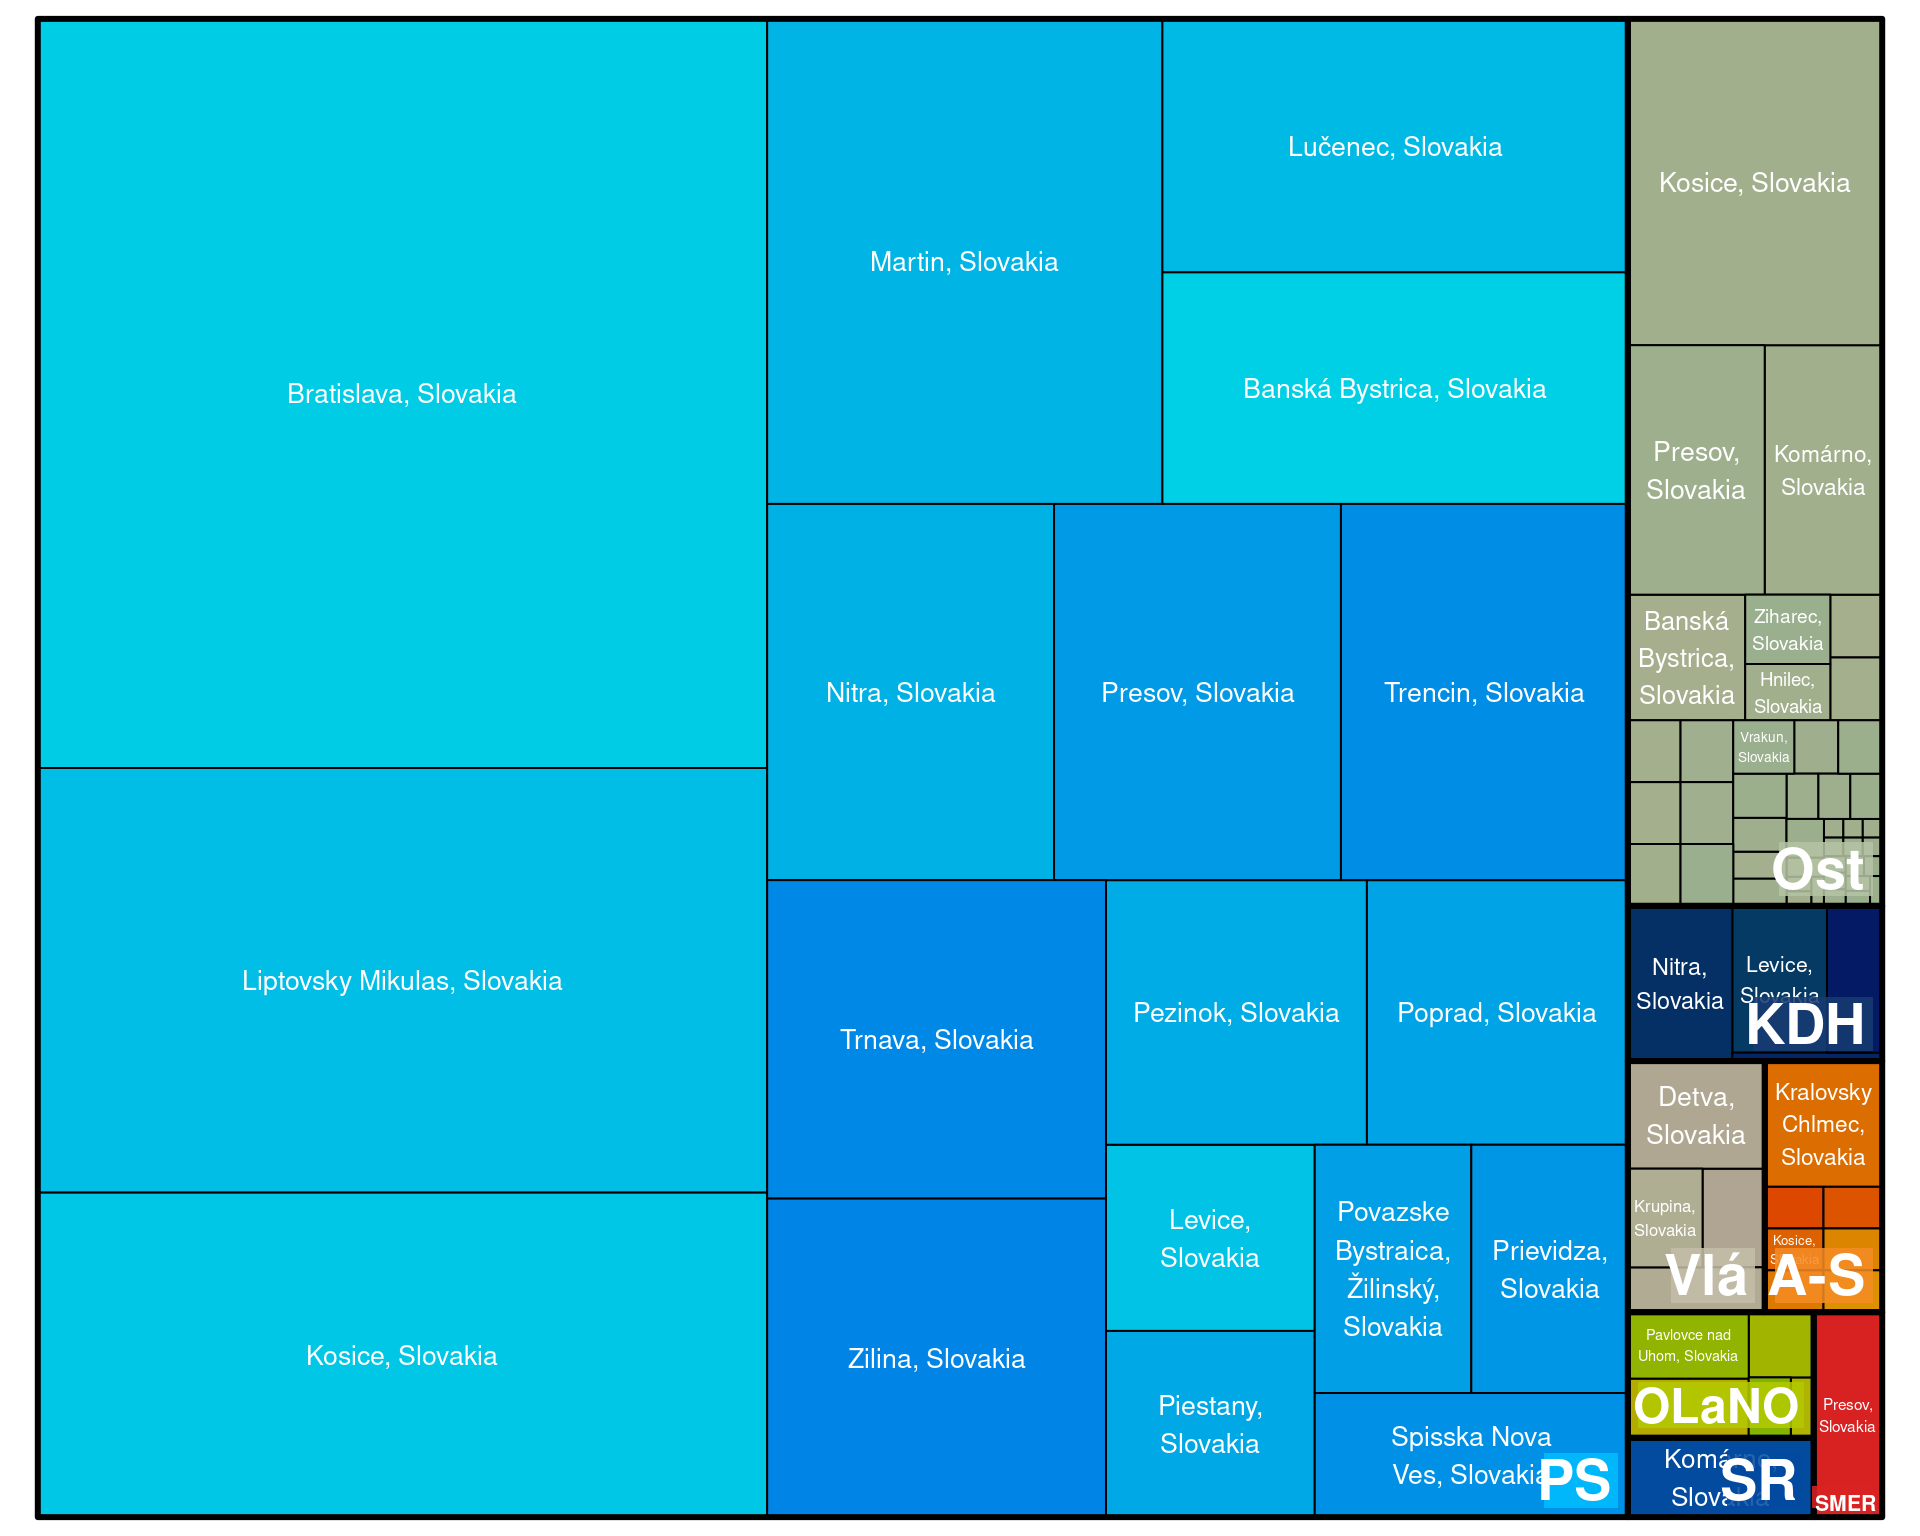 Bratislava, Slovakia
Liptovsky Mikulas, Slovakia
Kosice, Slovakia
Martin, Slovakia
Lučenec, Slovakia
Banská Bystrica, Slovakia
Nitra, Slovakia
Presov, Slovakia
Trencin, Slovakia
Trnava, Slovakia
Zilina, Slovakia
Pezinok, Slovakia
Poprad, Slovakia
Levice,
Slovakia
Piestany,
Slovakia
Povazske
Bystraica,
Žilinský,
Slovakia
Prievidza,
Slovakia
Spisska Nova
Ves, Slovakia
PS
Kosice, Slovakia
Presov,
Slovakia
Komárno,
Slovakia
Banská
Bystrica,
Slovakia
Ziharec,
Slovakia
Hnilec,
Slovakia
Vrakun,
Slovakia
Ost
Nitra,
Slovakia
Levice,
Slovakia
KDH
Detva,
Slovakia
Krupina,
Slovakia
Vlá
Kralovsky
Chlmec,
Slovakia
Kosice,
Slovakia
A-S
Pavlovce nad
Uhom, Slovakia
OLaNO
Komárno,
Slovakia
SR
Presov,
Slovakia
SMER